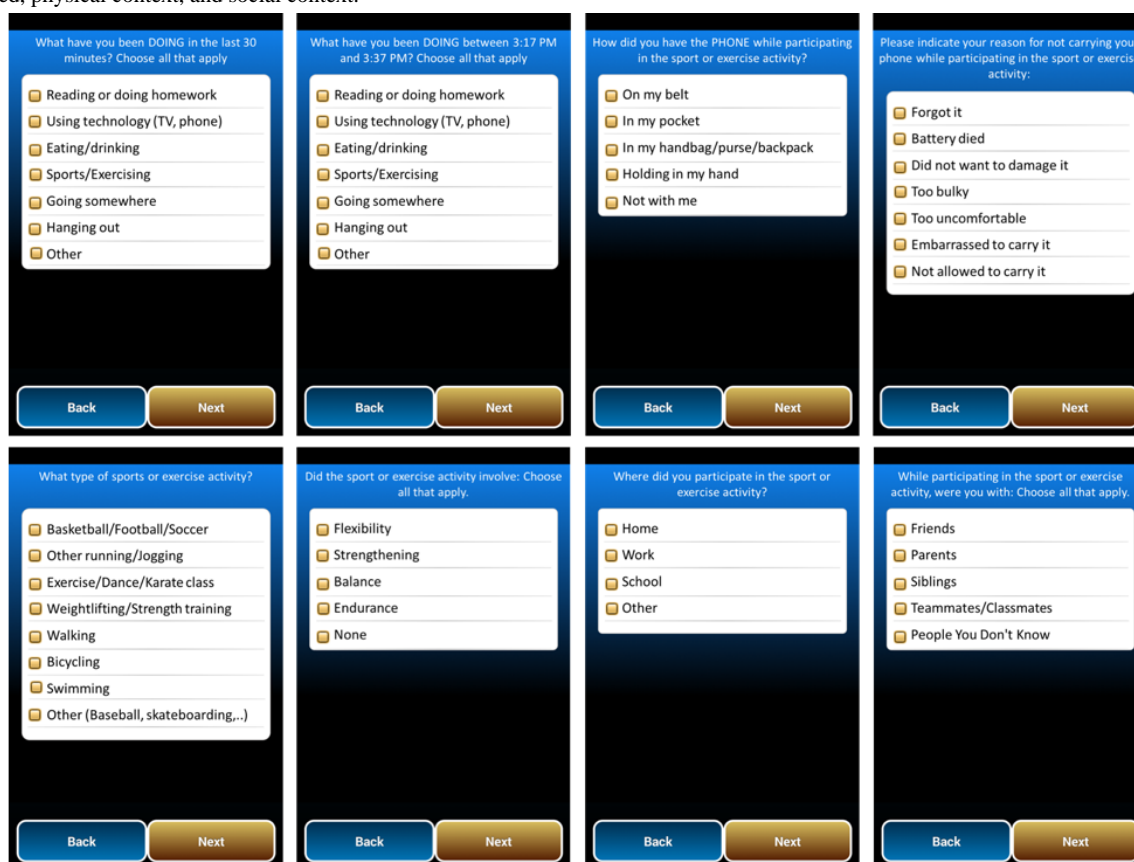 ed, physical context, and social context.
What have you been DOING in the last 30
minutes? Choose all that apply
Reading or doing homework
Using technology (TV, phone)
Eating/drinking
Sports/Exercising
Going somewhere
Hanging out
Other
Back
Next
What have you been DOING between 3:17 PM
and 3:37 PM? Choose all that apply
Reading or doing homework
Using technology (TV, phone)
Eating/drinking
Sports/Exercising
Going somewhere
Hanging out
Other
Back
Next
How did you have the PHONE while participating
in the sport or exercise activity?
On my belt
In my pocket
In my handbag/purse/backpack
Holding in my hand
Not with me
Back
Next
Please indicate your reason for not carrying you
phone while participating in the sport or exercis
activity:
Forgot it
Battery died
Did not want to damage it
Too bulky
Too uncomfortable
Embarrassed to carry it
Not allowed to carry it
Back
Next
What type of sports or exercise activity?
Basketball/Football/Soccer
Other running/Jogging
Exercise/Dance/Karate class
Weightlifting/Strength training
Walking
Bicycling
Swimming
Other (Baseball, skateboarding,..)
Back
Next
Did the sport or exercise activity involve: Choose
all that apply.
Flexibility
Strengthening
Balance
Endurance
None
Back
Next
Where did you participate in the sport or
exercise activity?
Home
Work
School
Other
Back
Next
While participating in the sport or exercise
activity, were you with: Choose all that apply.
Friends
Parents
Siblings
Teammates/Classmates
People You Don't Know
Back
Next